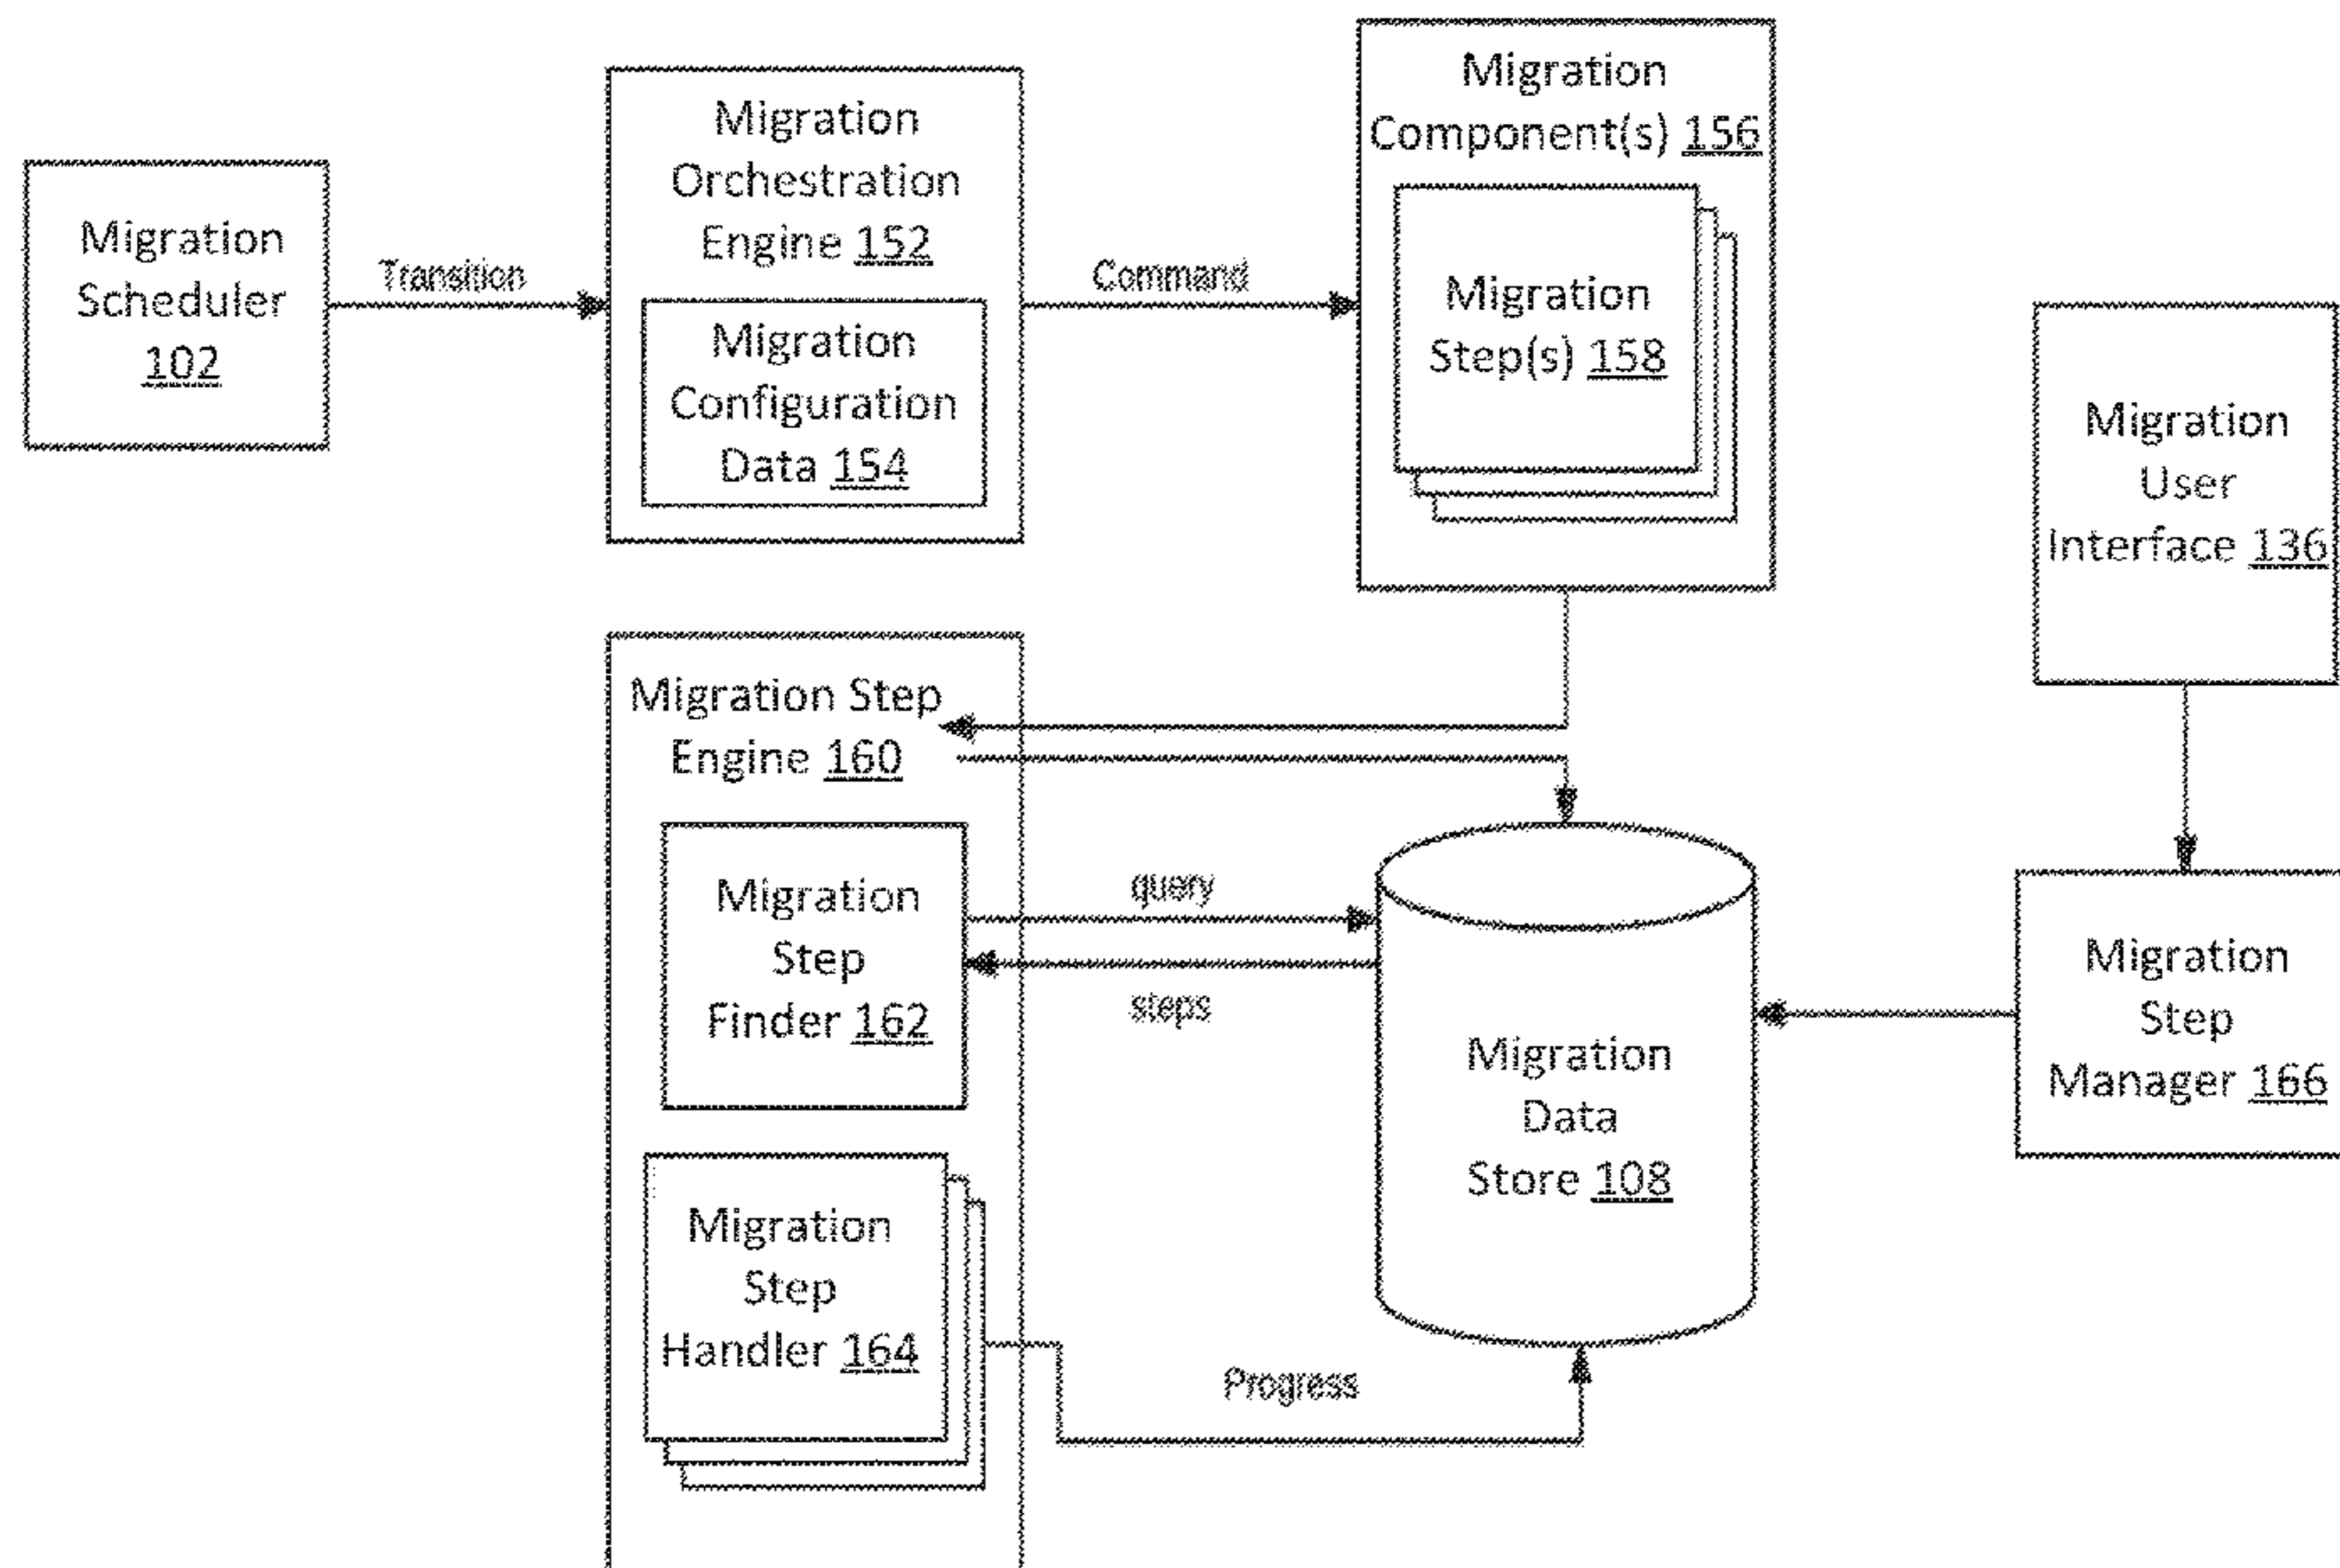 Migration
Scheduler
102
Transition
Migration
Orchestration
Engine 152
Migration
Configuration
Data 154
Command
Migration
Component(s) 156
Migration
Step(s) 158
Migration
User
Interface 136
Migration Step
Engine 160
Migration
Step
Finder 162
query
steps
Migration
Data
Store 108
Migration
Step
Manager 166
Migration
Step
Handler 164
Progress